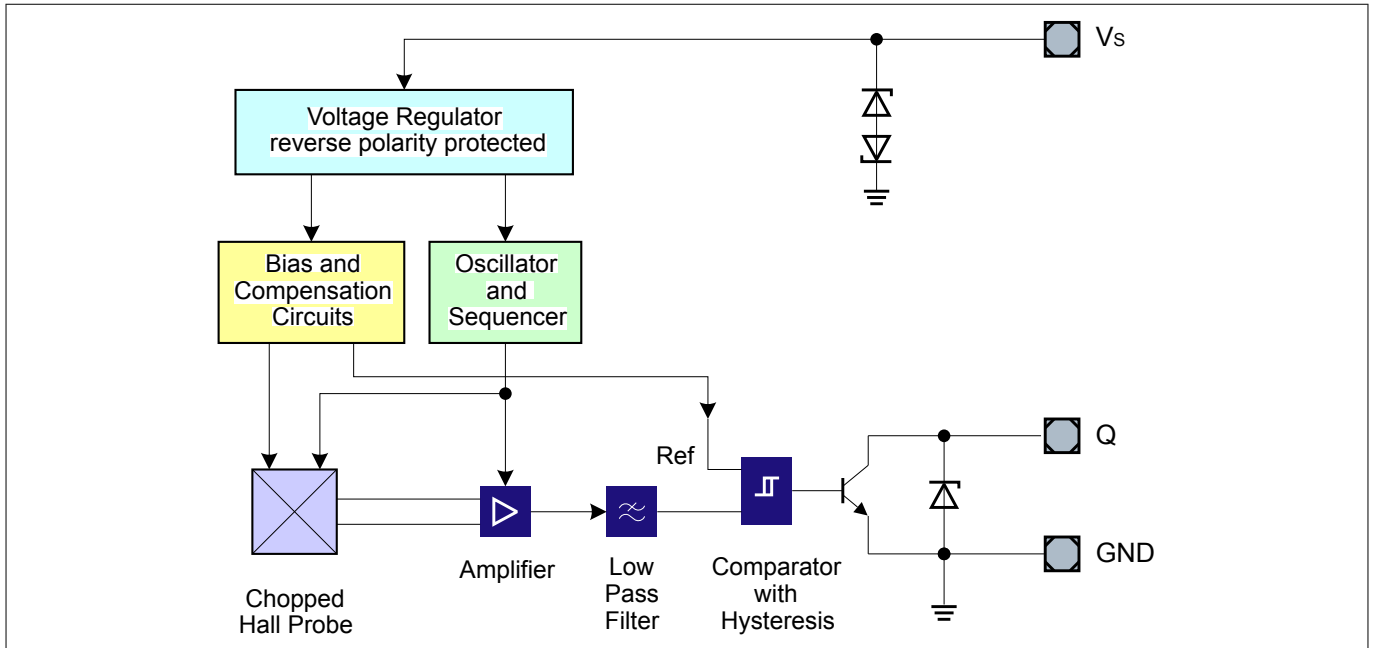 Vs
Voltage Regulator
reverse polarity protected
Bias and
Compensation
Circuits
Oscillator
and
Sequencer
Ref
Q
GND
Amplifier
Low
Pass
Filter
Comparator
with
Hysteresis
Chopped
Hall Probe